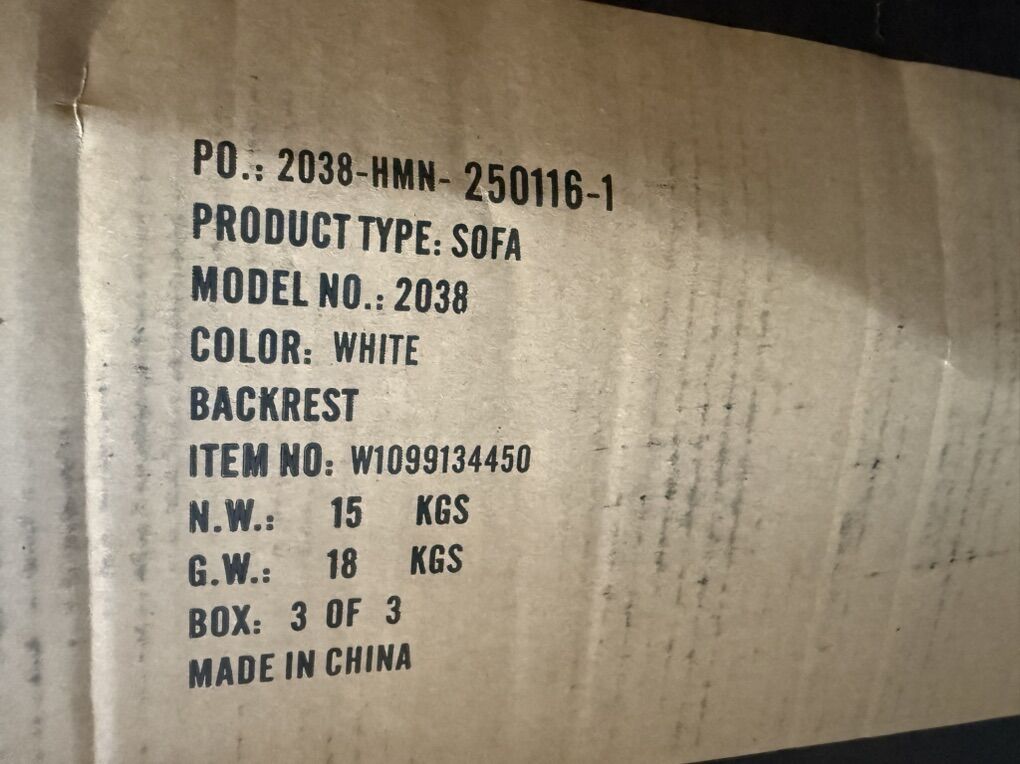 PO.: 2038-HMN- 250116-1
PRODUCT TYPE: SOFA
MODEL NO.: 2038
COLOR: WHITE
BACKREST
ITEM NO: W1099134450
N.W.: 15 KGS
G.W.: 18 KGS
BOX: 3 OF 3
MADE IN CHINA